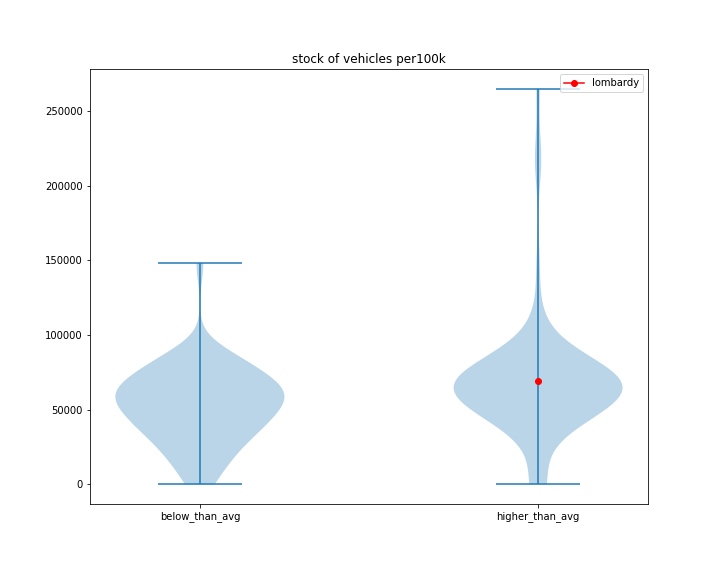 stock of vehicles per100k
lombardy
250000
200000
150000
100000
50000
0
below_than_avg
higher_than_avg